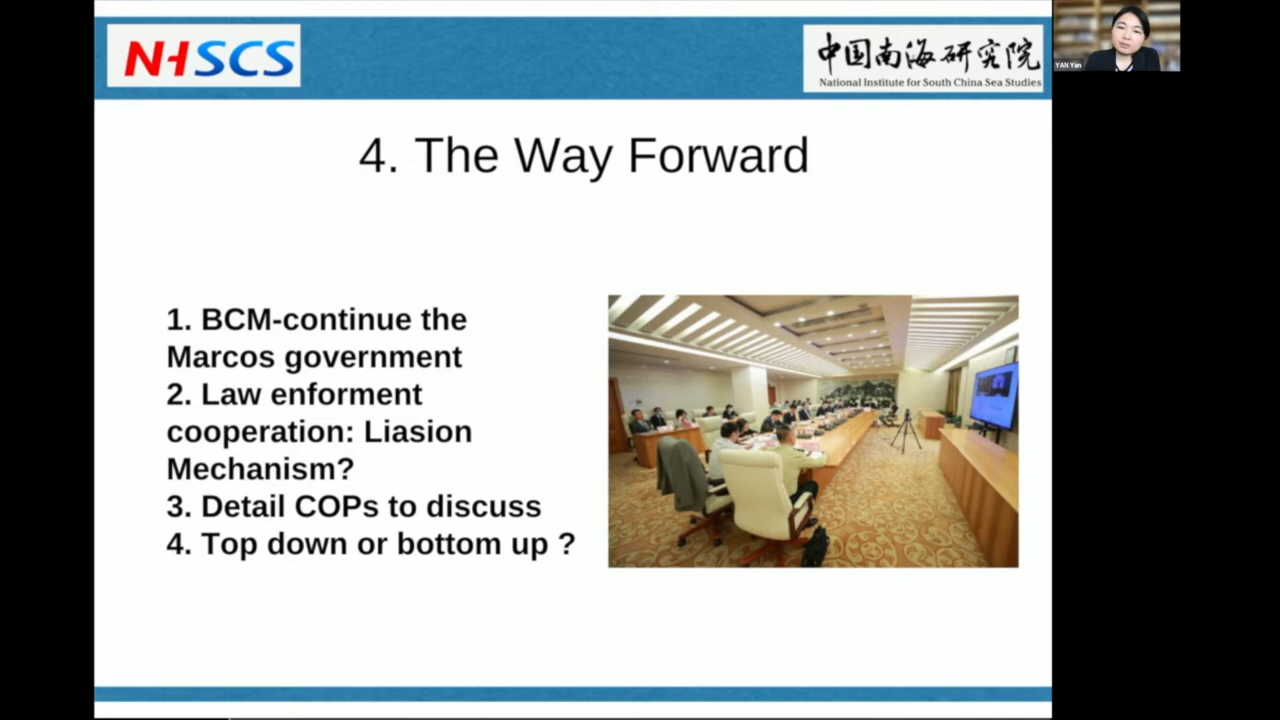 NHSCS
中国南海研究院
National Institute for South China Sea Studies
YAN Yan
4. The Way Forward
1. BCM-continue the
Marcos government
2. Law enforment
cooperation: Liasion
Mechanism?
3. Detail COPs to discuss
4. Top down or bottom up ?